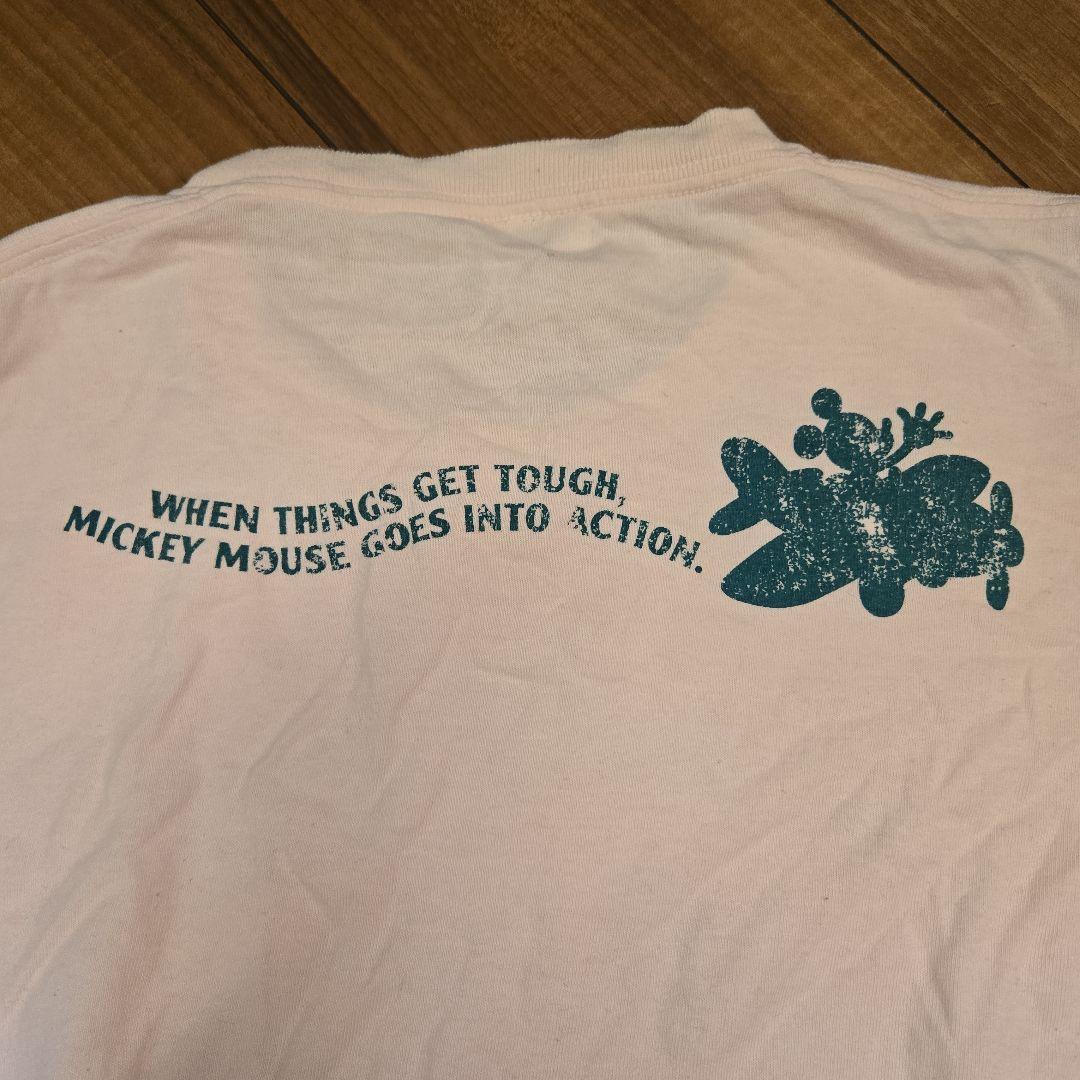 WHEN THINGS GET TOUGH,
MICKEY MOUSE GOES INTO ACTION.